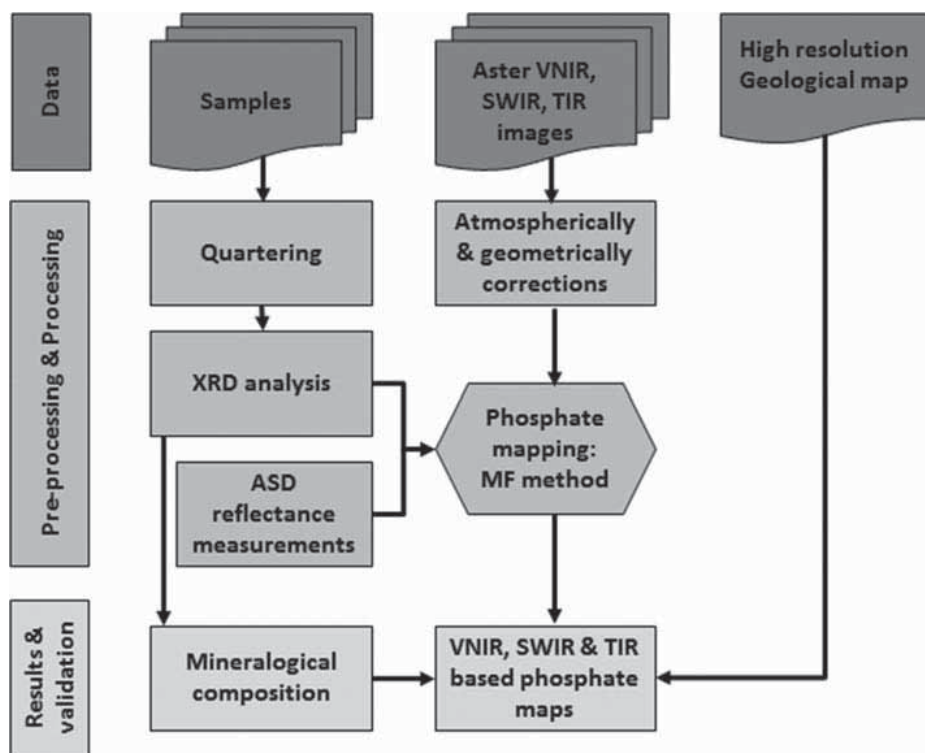 Data
Samples
Aster VNIR,
SWIR, TIR
images
High resolution
Geological map
Pre-processing & Processing
Quartering
Atmospherically
& geometrically
corrections
XRD analysis
Phosphate
mapping:
MF method
ASD
reflectance
measurements
Results &
validation
Mineralogical
composition
VNIR, SWIR & TIR
based phosphate
maps